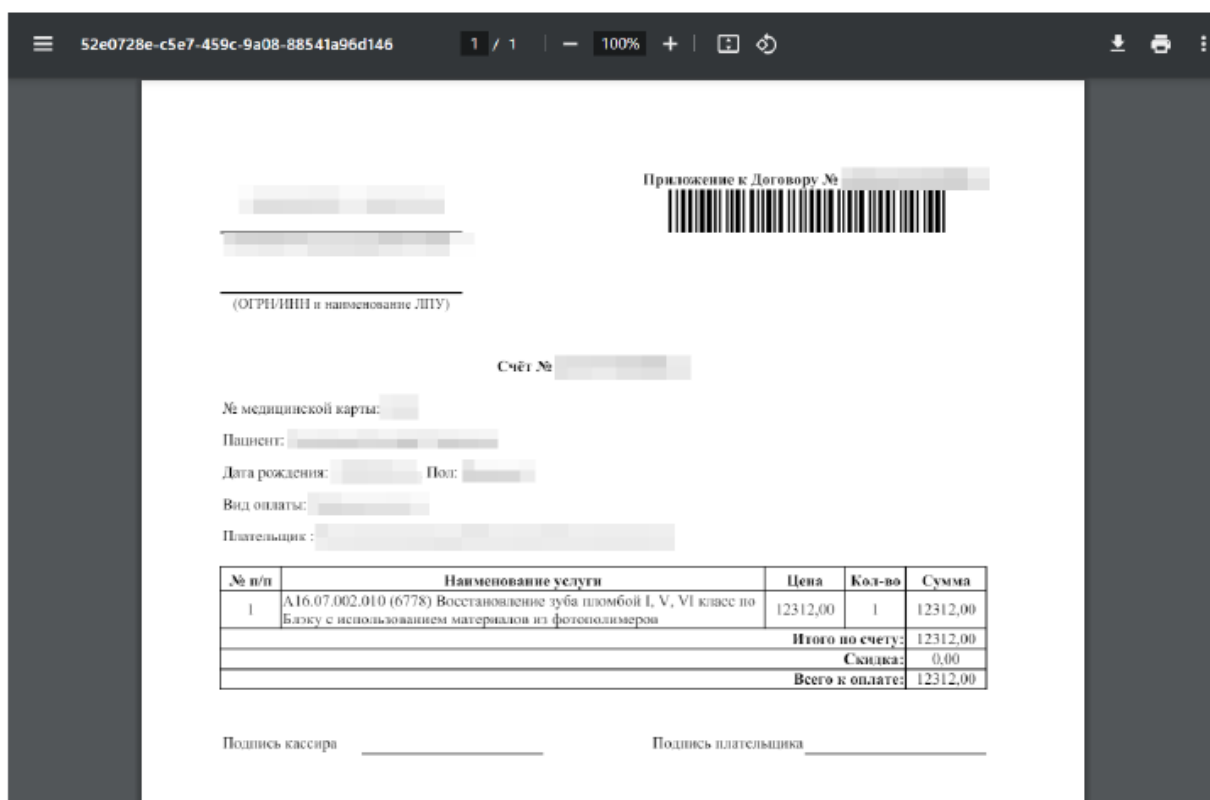 52e0728e-c5e7-459c-9a08-88541a96d146 1 / 1 100%
Приложение к Договору №
(ОГРН/ИНН и наименование ЛПУ)
Счёт №
№ медицинской карты:
Пациент:
Дата рождения: Пол:
Вид оплаты:
Плательщик :
№ п/п Наименование услуги Цена Кол-во Сумма
1 А16.07.002.010 (6778) Восстановление зуба пломбой I, V, VI класс по 12312,00 1 12312,00
Блэку с использованием материалов из фотополимеров
Итого по счету: 12312,00
Скидка: 0,00
Всего к оплате: 12312,00
Подпись кассира Подпись плательщика